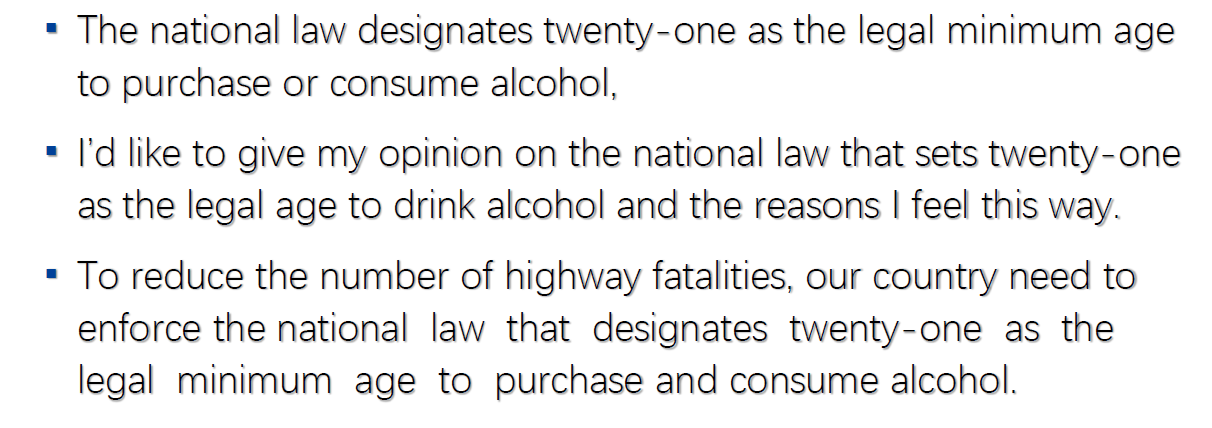 ▪ The national law designates twenty-one as the legal minimum age
to purchase or consume alcohol,
▪ I’d like to give my opinion on the national law that sets twenty-one
as the legal age to drink alcohol and the reasons I feel this way.
▪ To reduce the number of highway fatalities, our country need to
enforce the national law that designates twenty-one as the
legal minimum age to purchase and consume alcohol.